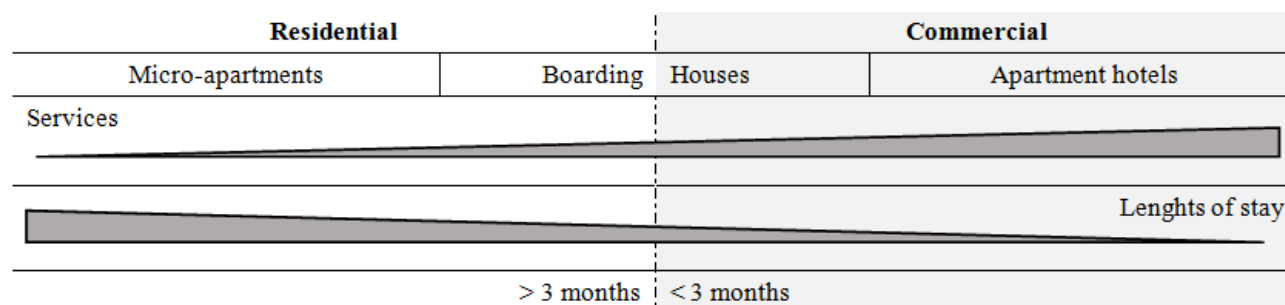 Residential Commercial
Micro-apartments Boarding Houses Apartment hotels
Services
Lenghts of stay
> 3 months < 3 months